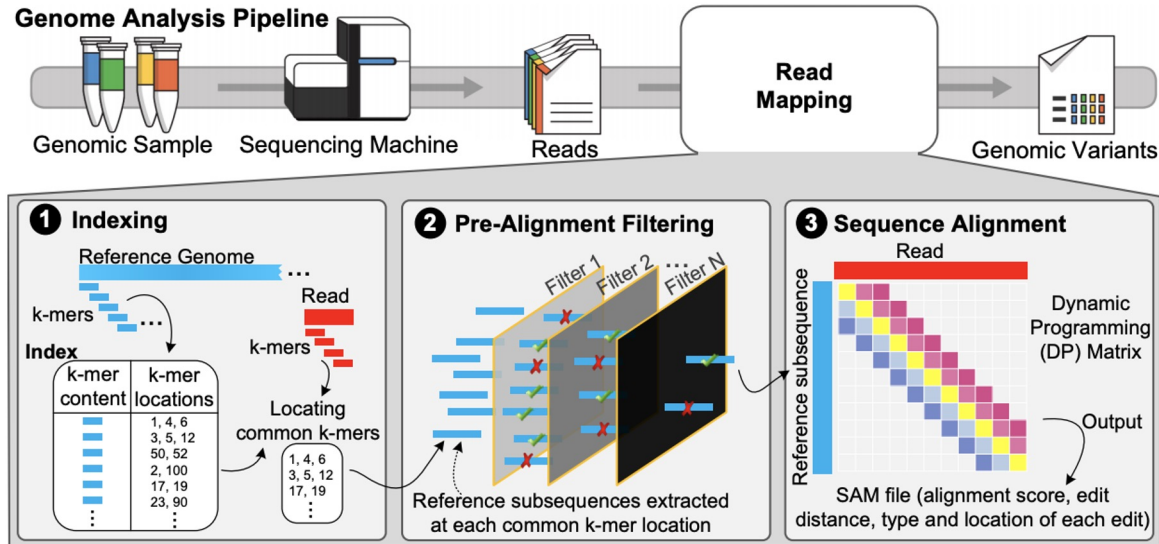 Genome Analysis Pipeline
Genomic Sample
Sequencing Machine
Reads
Read
Mapping
Genomic Variants
1 Indexing
Reference Genome
...
k-mers
...
Read
k-mers
Index
k-mer
content
k-mer
locations
1, 4, 6
3, 5, 12
50, 52
2, 100
17, 19
23, 90
Locating
common k-mers
1, 4, 6
3, 5, 12
17, 19
2 Pre-Alignment Filtering
Filter 1
Filter 2
...
Filter N
Reference subsequences extracted
at each common k-mer location
3 Sequence Alignment
Read
Reference subsequence
Dynamic
Programming
(DP) Matrix
Output
SAM file (alignment score, edit
distance, type and location of each edit)